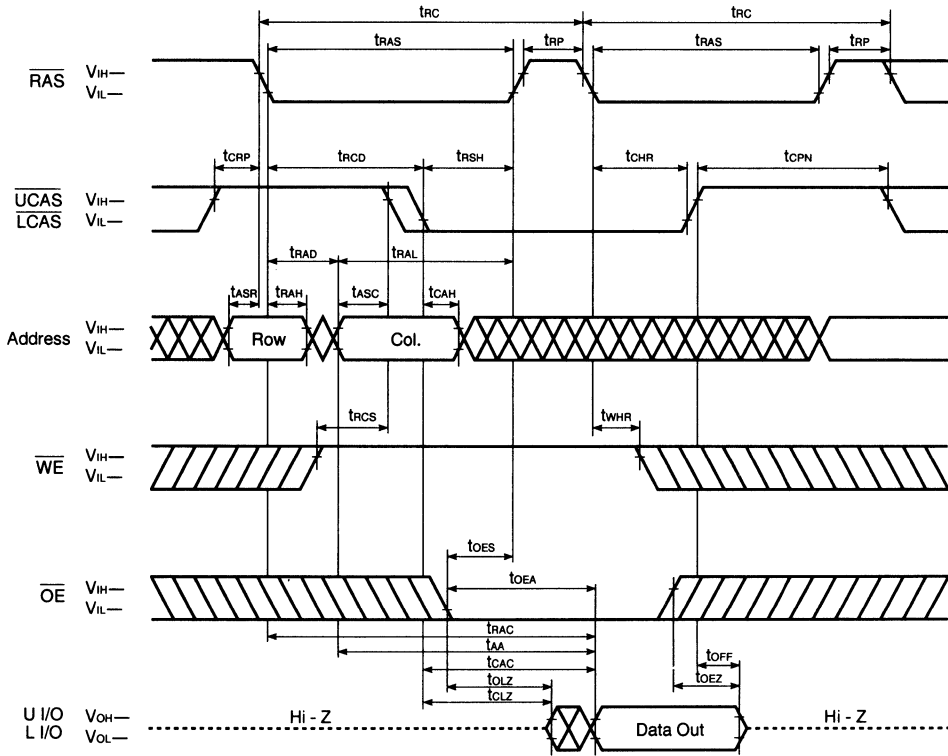 tRC tRC
tRAS tRP tRAS tRP
RAS VIH
VIL
tCRP tRCD tRSH tCHR tCPN
UCAS VIH
LCAS VIL
tRAD tRAL
tASR tRAH tASC tCAH
Address VIH
VIL
Row Col.
tRCS tWHR
WE VIH
VIL
tOES
tOEA
OE VIH
VIL
tRAC
tAA
tCAC tOFF
tOLZ tOEZ
tCLZ
U I/O VOH
L I/O VOL
Hi - Z Data Out Hi - Z